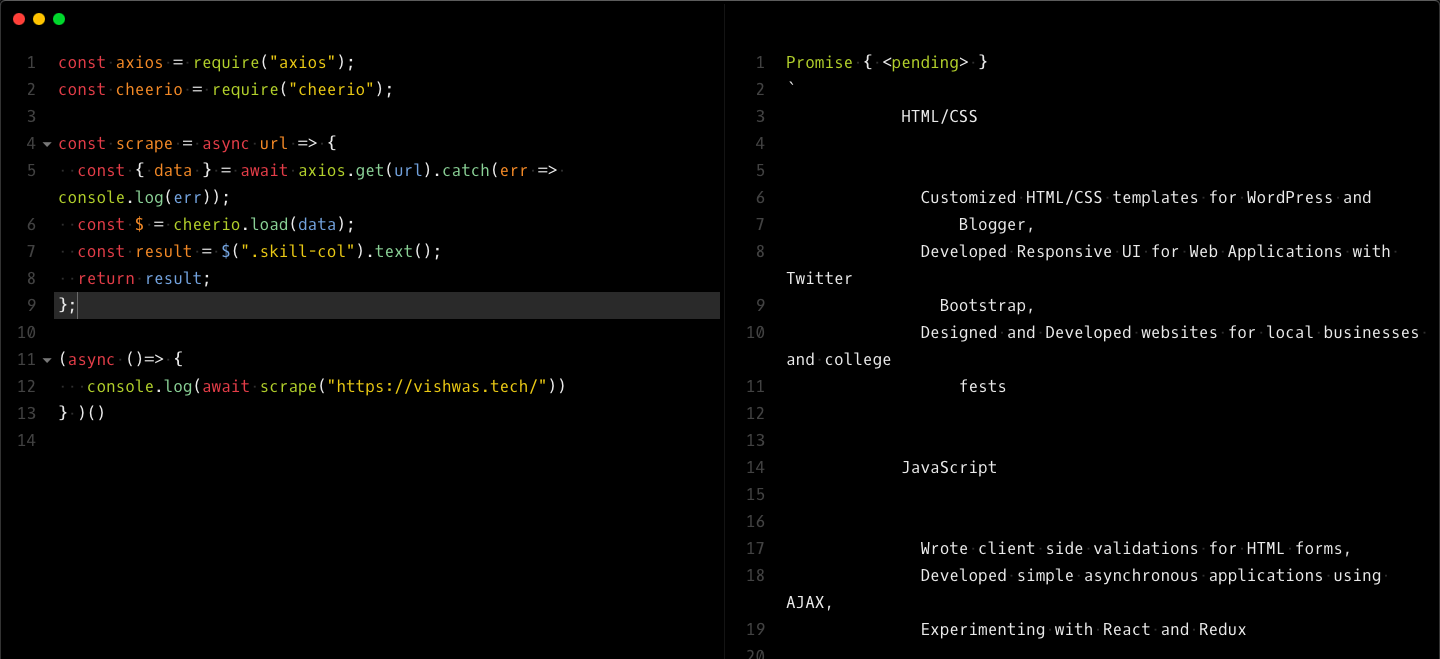 1 const axios = require("axios");
2 const cheerio = require("cheerio");
3
4 const scrape = async url => {
5 const { data } = await axios.get(url).catch(err =>
console.log(err));
6 const $ = cheerio.load(data);
7 const result = $(".skill-col").text();
8 return result;
9 };
10
11 (async ()=> {
12 console.log(await scrape("https://vishwas.tech/"))
13 } )()
14
1 Promise { <pending> }
2 `
3 HTML/CSS
4
5
6 Customized HTML/CSS templates for WordPress and
7 Blogger,
8 Developed Responsive UI for Web Applications with
Twitter
9 Bootstrap,
10 Designed and Developed websites for local businesses
and college
11 fests
12
13
14 JavaScript
15
16
17 Wrote client side validations for HTML forms,
18 Developed simple asynchronous applications using
AJAX,
19 Experimenting with React and Redux
20